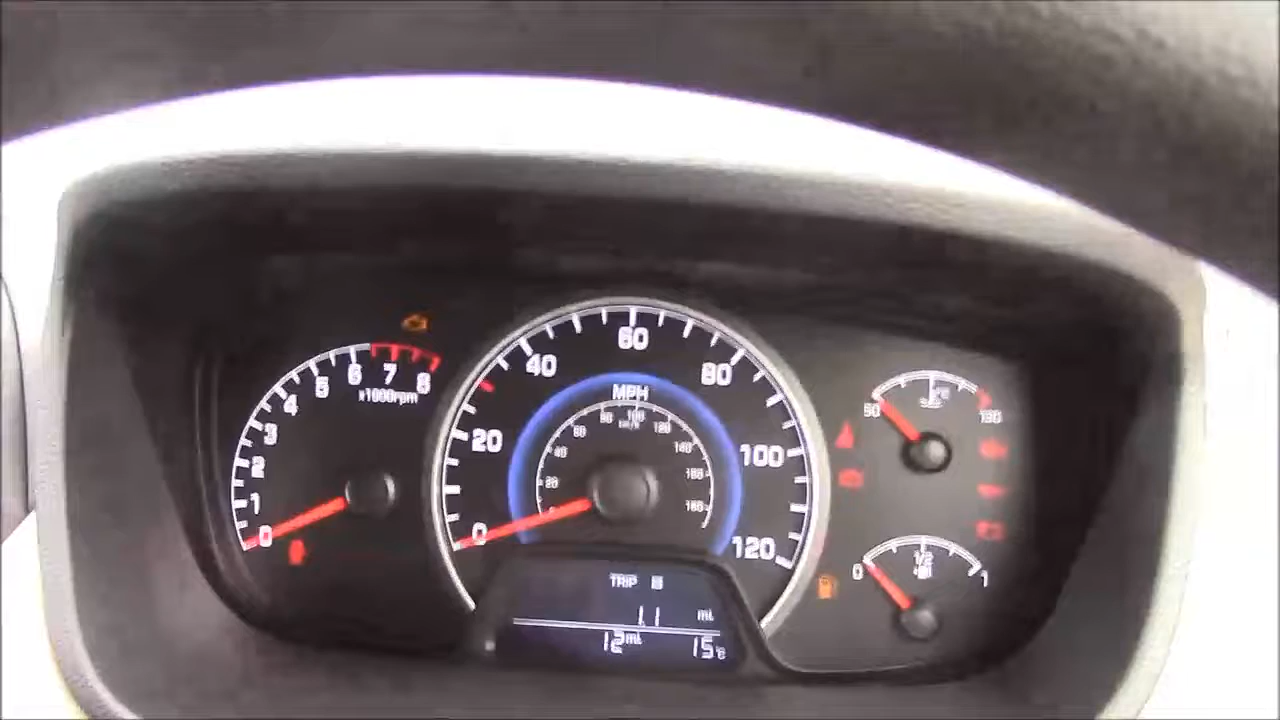 0 1 2 3 4 5 6 7 8
x1000rpm
0 20 40 60 80 100 120
MPH
20 40 60 80 100 120 140 160 180
km/h
TRIP B
1.1 mi
12mi 15°C
50 130
0 1/2 1